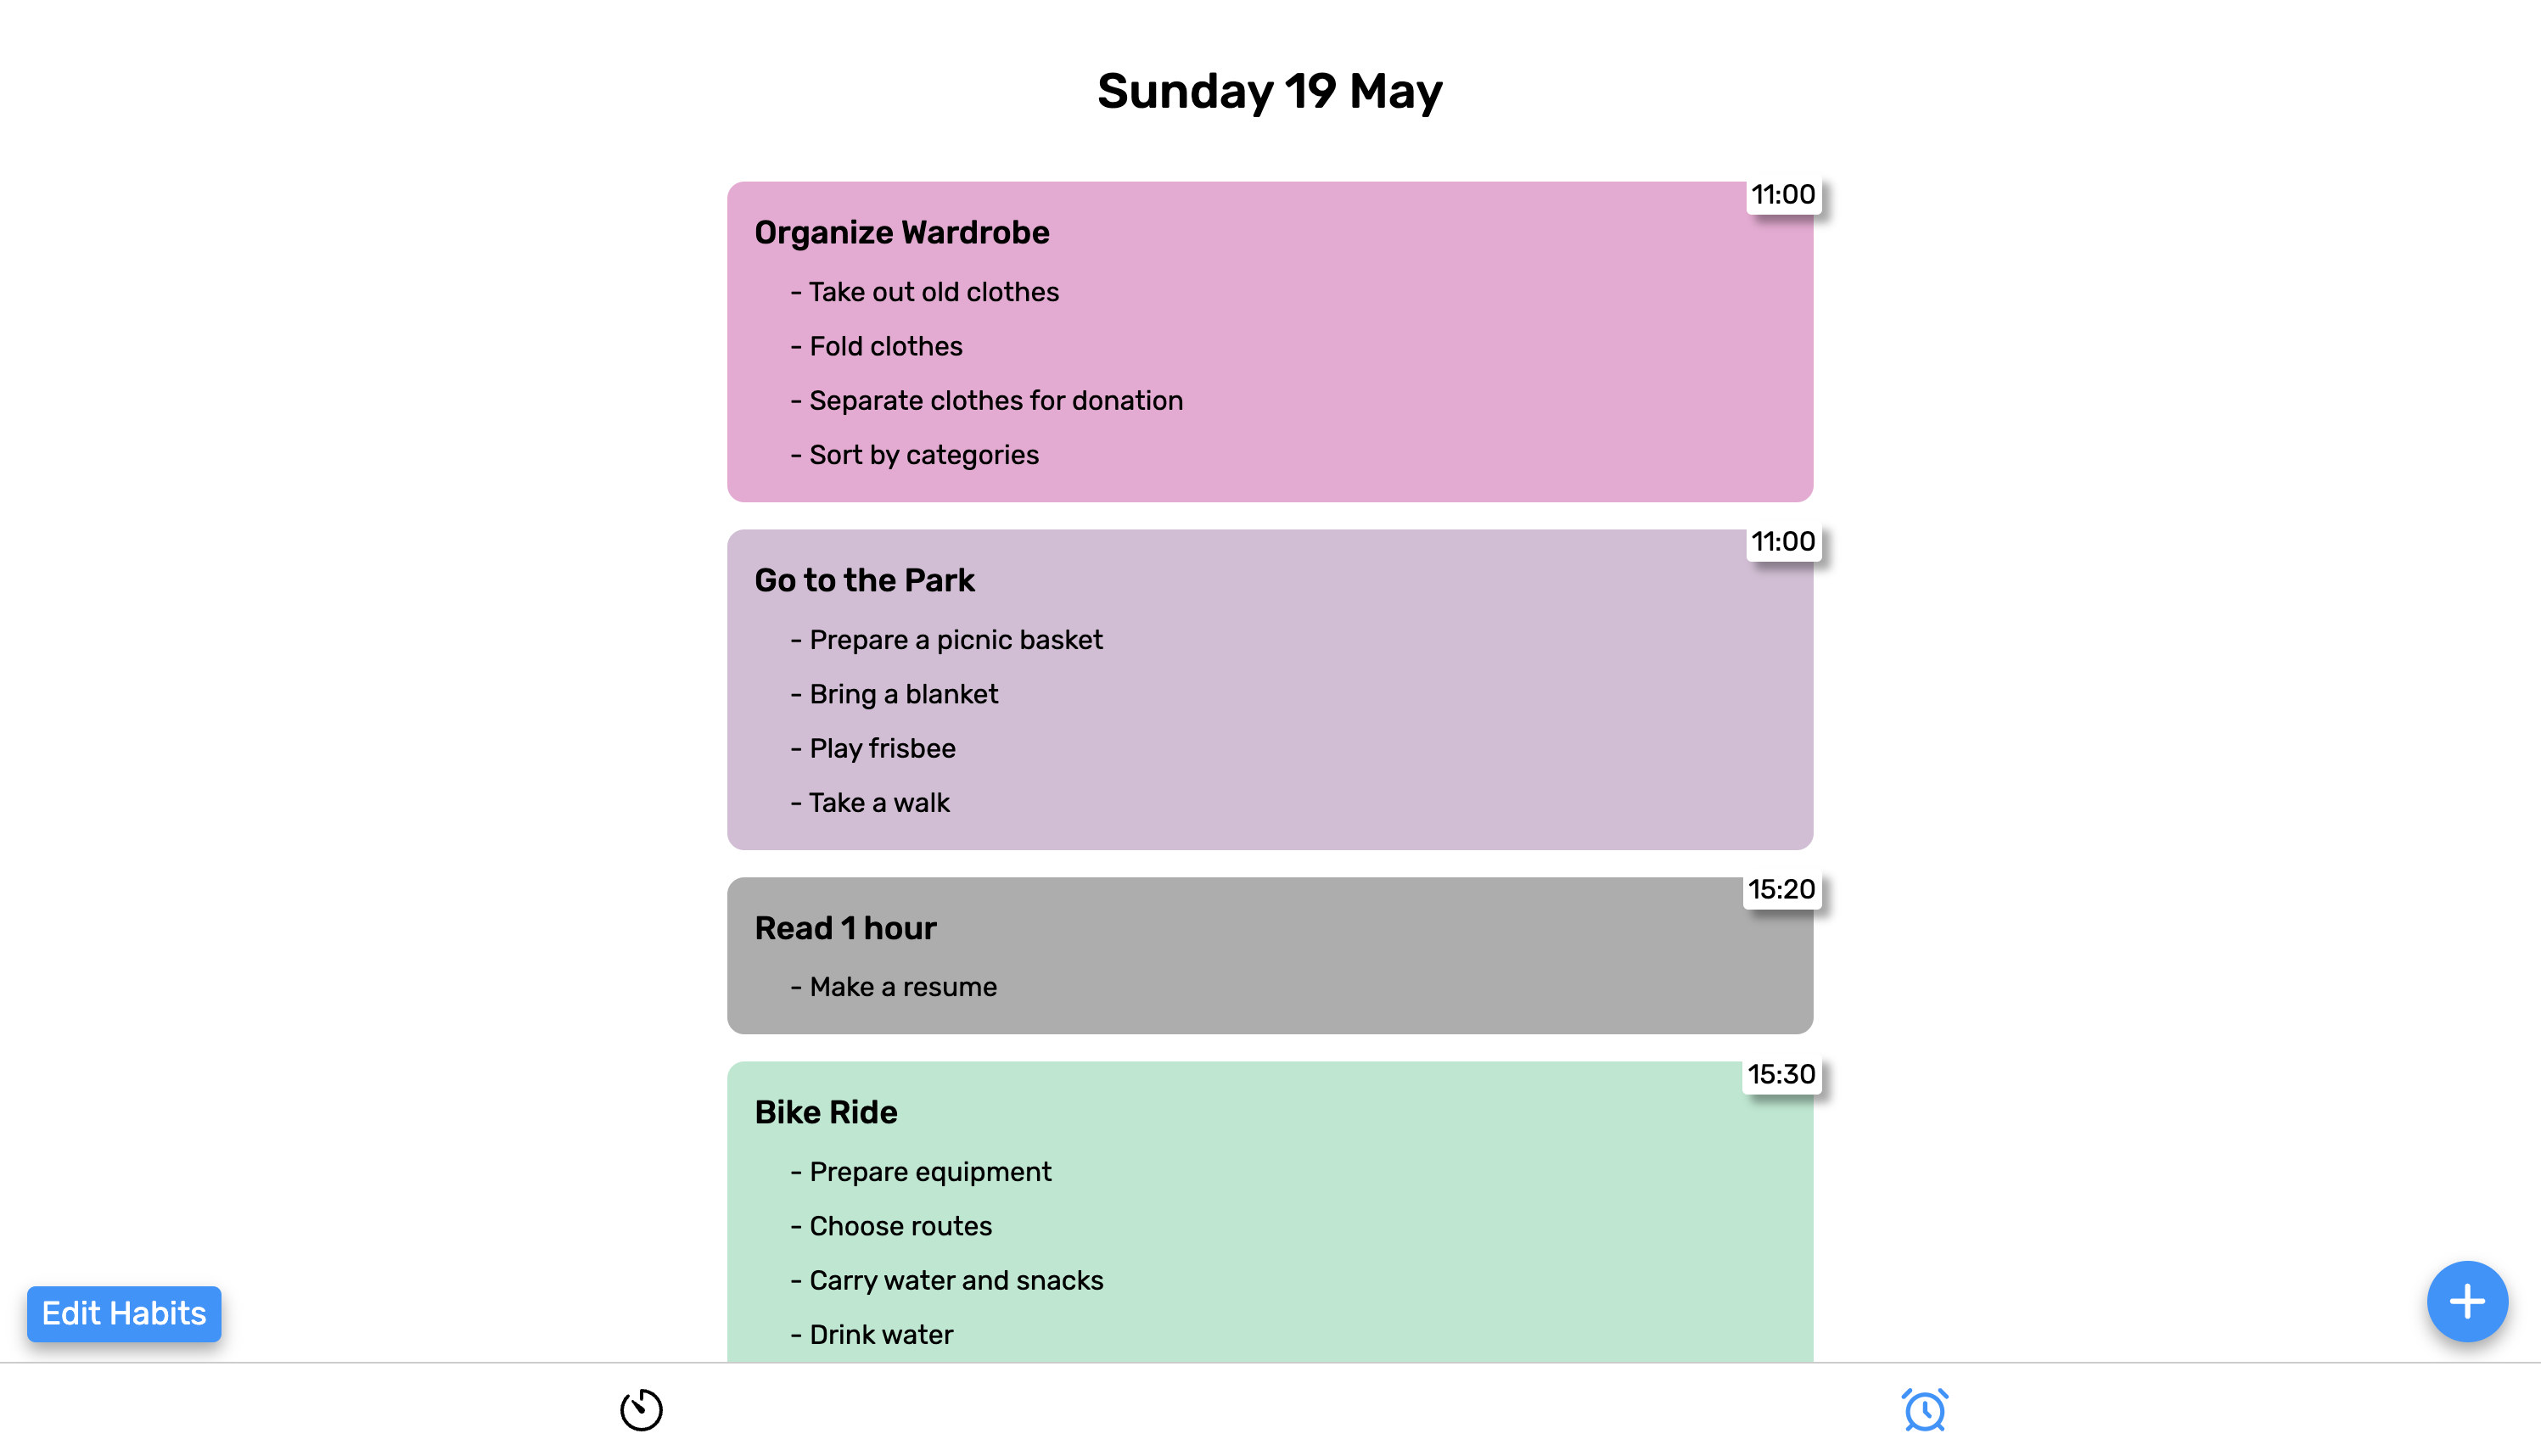 Sunday 19 May
11:00
Organize Wardrobe
- Take out old clothes
- Fold clothes
- Separate clothes for donation
- Sort by categories
11:00
Go to the Park
- Prepare a picnic basket
- Bring a blanket
- Play frisbee
- Take a walk
15:20
Read 1 hour
- Make a resume
15:30
Bike Ride
- Prepare equipment
- Choose routes
- Carry water and snacks
- Drink water
Edit Habits